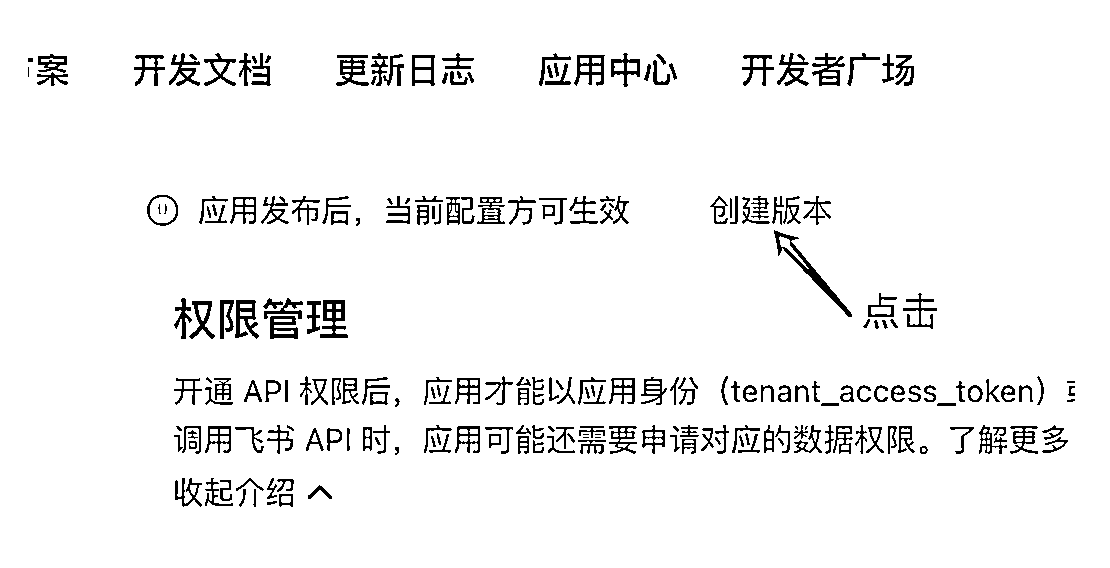 案 开发文档 更新日志 应用中心 开发者广场
应用发布后，当前配置方可生效 创建版本
点击
权限管理
开通 API 权限后，应用才能以应用身份（tenant_access_token）
调用飞书 API 时，应用可能还需要申请对应的数据权限。了解更多
收起介绍